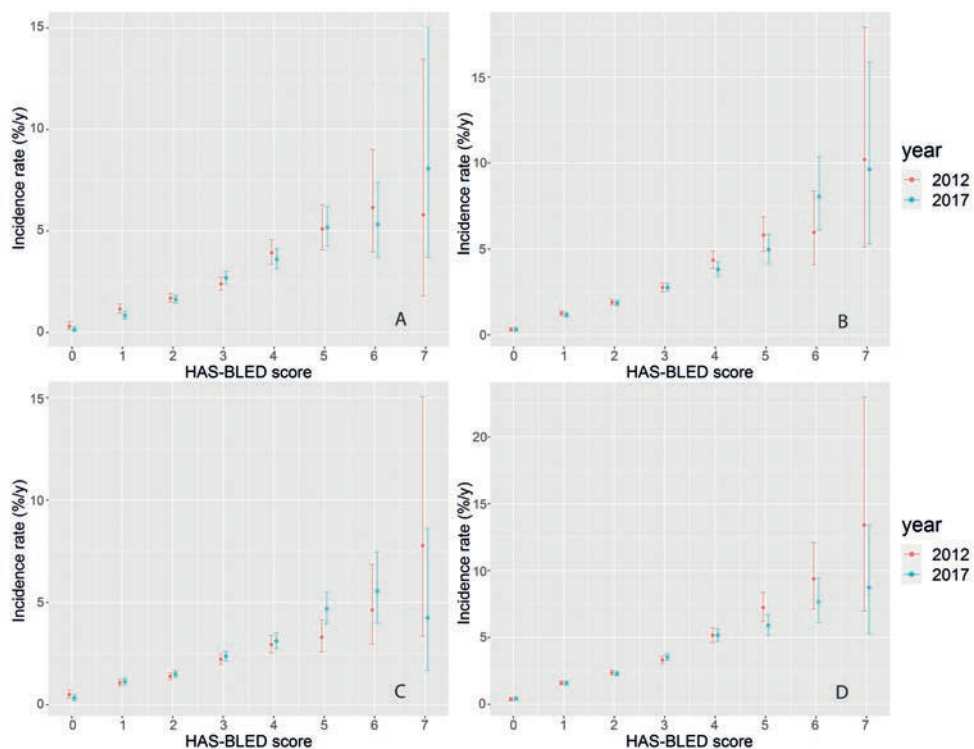 15
10
5
0
Incidence rate (%/y)
A
0 1 2 3 4 5 6 7
HAS-BLED score
15
10
5
0
Incidence rate (%/y)
B
0 1 2 3 4 5 6 7
HAS-BLED score
year
2012
2017
15
10
5
0
Incidence rate (%/y)
C
0 1 2 3 4 5 6 7
HAS-BLED score
20
15
10
5
0
Incidence rate (%/y)
D
0 1 2 3 4 5 6 7
HAS-BLED score
year
2012
2017